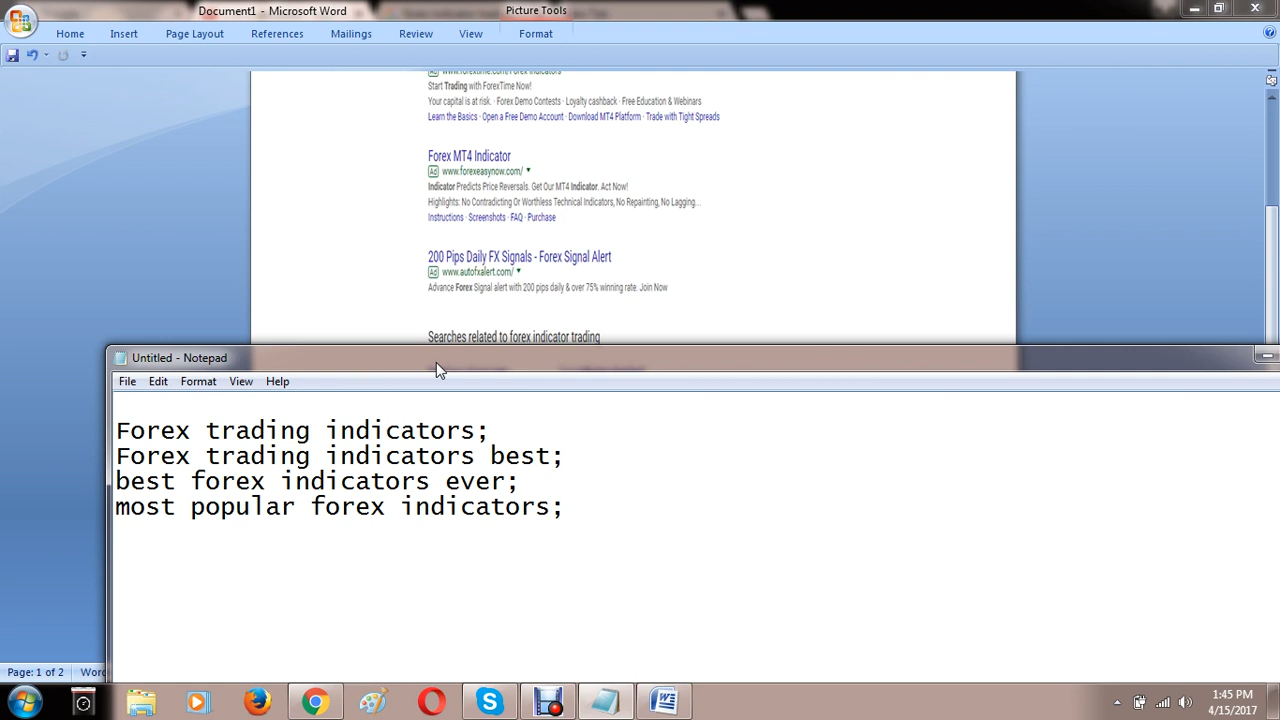 Document1 - Microsoft Word
Picture Tools
Home Insert Page Layout References Mailings Review View Format
Ad www.forextime.com/Forex Indicators
Start Trading with ForexTime Now!
Your capital is at risk. · Forex Demo Contests · Loyalty cashback · Free Education & Webinars
Learn the Basics · Open a Free Demo Account · Download MT4 Platform · Trade with Tight Spreads
Forex MT4 Indicator
Ad www.forexeasynow.com/
Indicator Predicts Price Reversals. Get Our MT4 Indicator. Act Now!
Highlights: No Contradicting Or Worthless Technical Indicators, No Repainting, No Lagging...
Instructions · Screenshots · FAQ · Purchase
200 Pips Daily FX Signals - Forex Signal Alert
Ad www.autofxalert.com/
Advance Forex Signal alert with 200 pips daily & over 75% winning rate. Join Now
Searches related to forex indicator trading
Untitled - Notepad
File Edit Format View Help
Forex trading indicators;
Forex trading indicators best;
best forex indicators ever;
most popular forex indicators;
Page: 1 of 2 Word
1:45 PM
4/15/2017